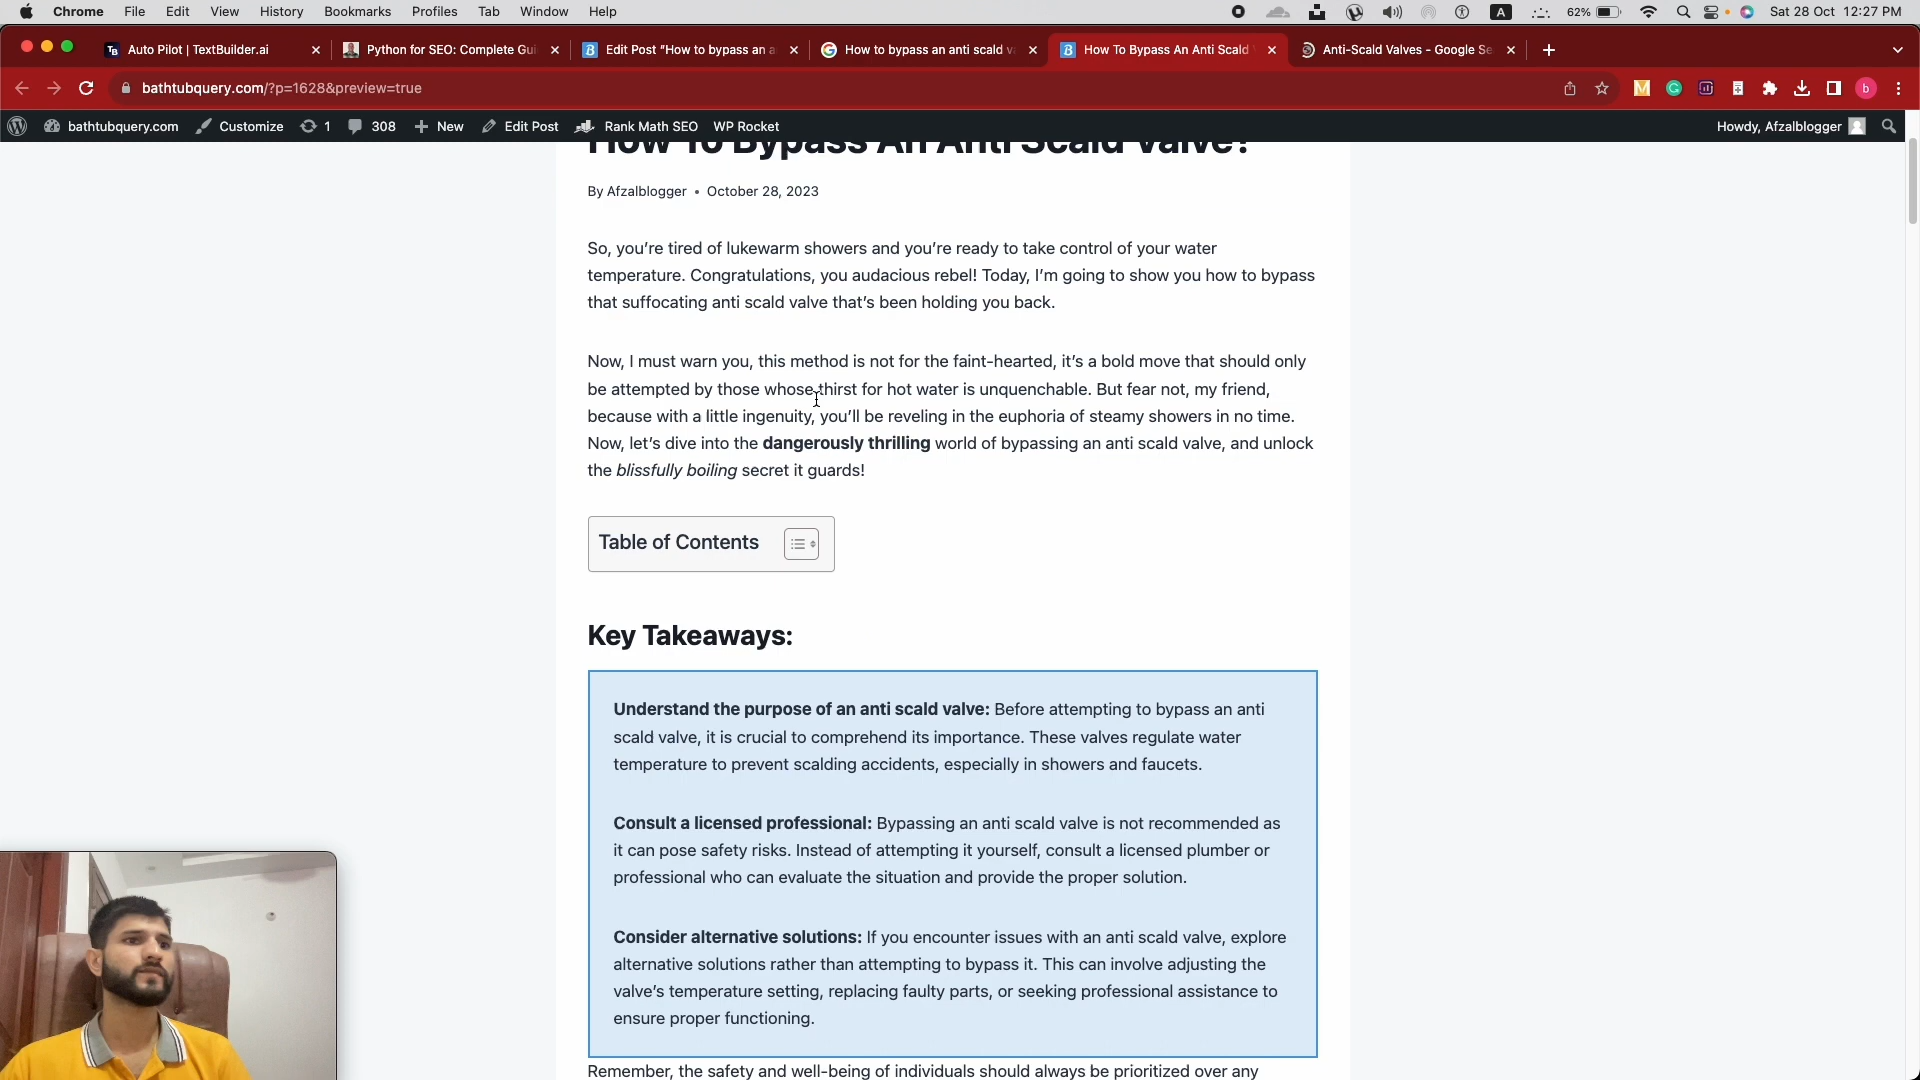 Chrome File Edit View History Bookmarks Profiles Tab Window Help A 62% Sat 28 Oct 12:27 PM
TB Auto Pilot | TextBuilder.ai Python for SEO: Complete Gui B Edit Post "How to bypass an a G How to bypass an anti scald v B How To Bypass An Anti Scald Anti-Scald Valves - Google Se
bathtubquery.com/?p=1628&preview=true M b
bathtubquery.com Customize 1 308 New Edit Post Rank Math SEO WP Rocket Howdy, Afzalblogger
How To Bypass An Anti Scald Valve?
By Afzalblogger • October 28, 2023
So, you're tired of lukewarm showers and you're ready to take control of your water
temperature. Congratulations, you audacious rebel! Today, I'm going to show you how to bypass
that suffocating anti scald valve that's been holding you back.
Now, I must warn you, this method is not for the faint-hearted, it's a bold move that should only
be attempted by those whose thirst for hot water is unquenchable. But fear not, my friend,
because with a little ingenuity, you'll be reveling in the euphoria of steamy showers in no time.
Now, let's dive into the dangerously thrilling world of bypassing an anti scald valve, and unlock
the blissfully boiling secret it guards!
Table of Contents
Key Takeaways:
Understand the purpose of an anti scald valve: Before attempting to bypass an anti
scald valve, it is crucial to comprehend its importance. These valves regulate water
temperature to prevent scalding accidents, especially in showers and faucets.
Consult a licensed professional: Bypassing an anti scald valve is not recommended as
it can pose safety risks. Instead of attempting it yourself, consult a licensed plumber or
professional who can evaluate the situation and provide the proper solution.
Consider alternative solutions: If you encounter issues with an anti scald valve, explore
alternative solutions rather than attempting to bypass it. This can involve adjusting the
valve's temperature setting, replacing faulty parts, or seeking professional assistance to
ensure proper functioning.
Remember, the safety and well-being of individuals should always be prioritized over any